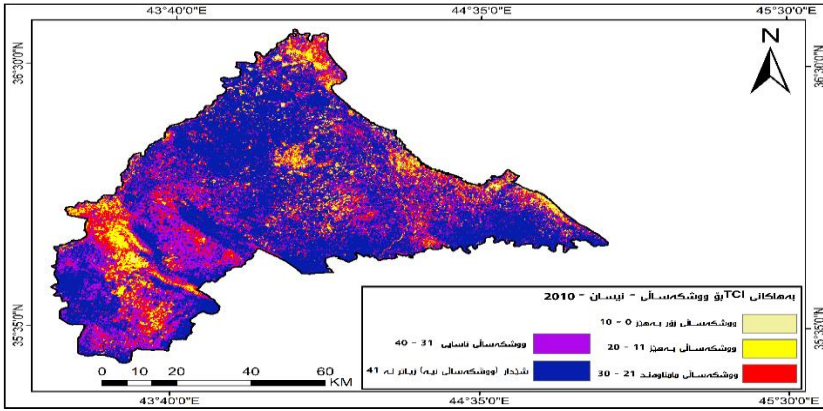 43°40'0"E 44°35'0"E 45°30'0"E
36°30'0"N 36°30'0"N
N
بەهاکانی TCI بۆ ووشکەساڵی - نیسان - 2010
ووشکەساڵی زۆر بەهێز 0 - 10
ووشکەساڵی بەهێز 11 - 20
ووشکەساڵی مامناوەند 21 - 30
ووشکەساڵی ئاسایی 31 - 40
شێدار (ووشکەساڵی نیە) زیاتر لە 41
35°35'0"N 35°35'0"N
0 10 20 40 60
KM
43°40'0"E 44°35'0"E 45°30'0"E